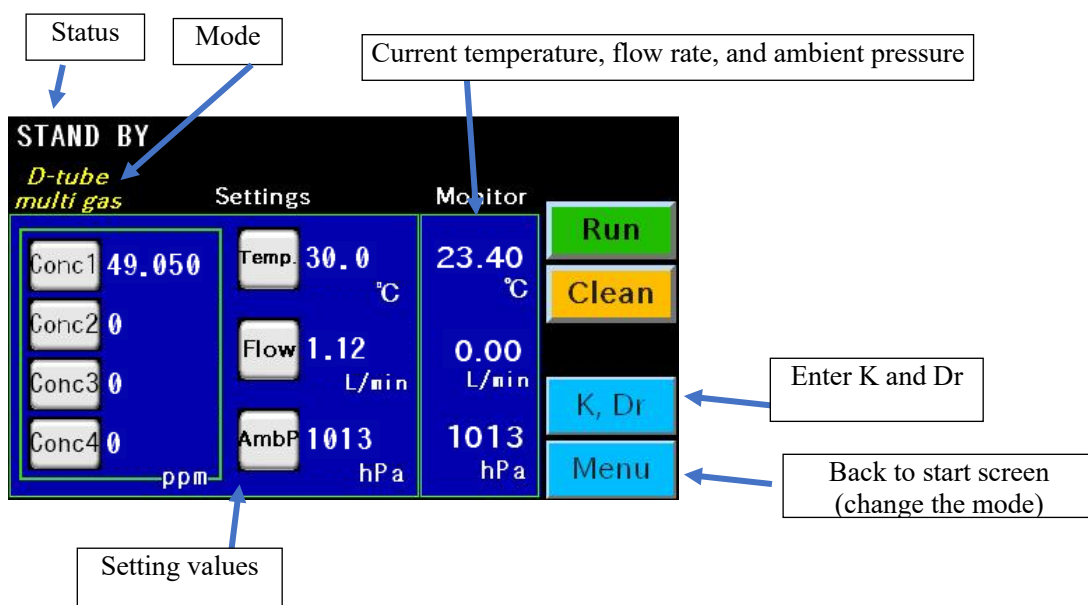 Status
Mode
Current temperature, flow rate, and ambient pressure
STAND BY
D-tube
multi gas
Settings
Monitor
Conc1 49.050
Conc2 0
Conc3 0
Conc4 0
ppm
Temp. 30.0
℃
Flow 1.12
L/min
AmbP 1013
hPa
23.40
℃
0.00
L/min
1013
hPa
Run
Clean
K, Dr
Menu
Enter K and Dr
Back to start screen
(change the mode)
Setting values